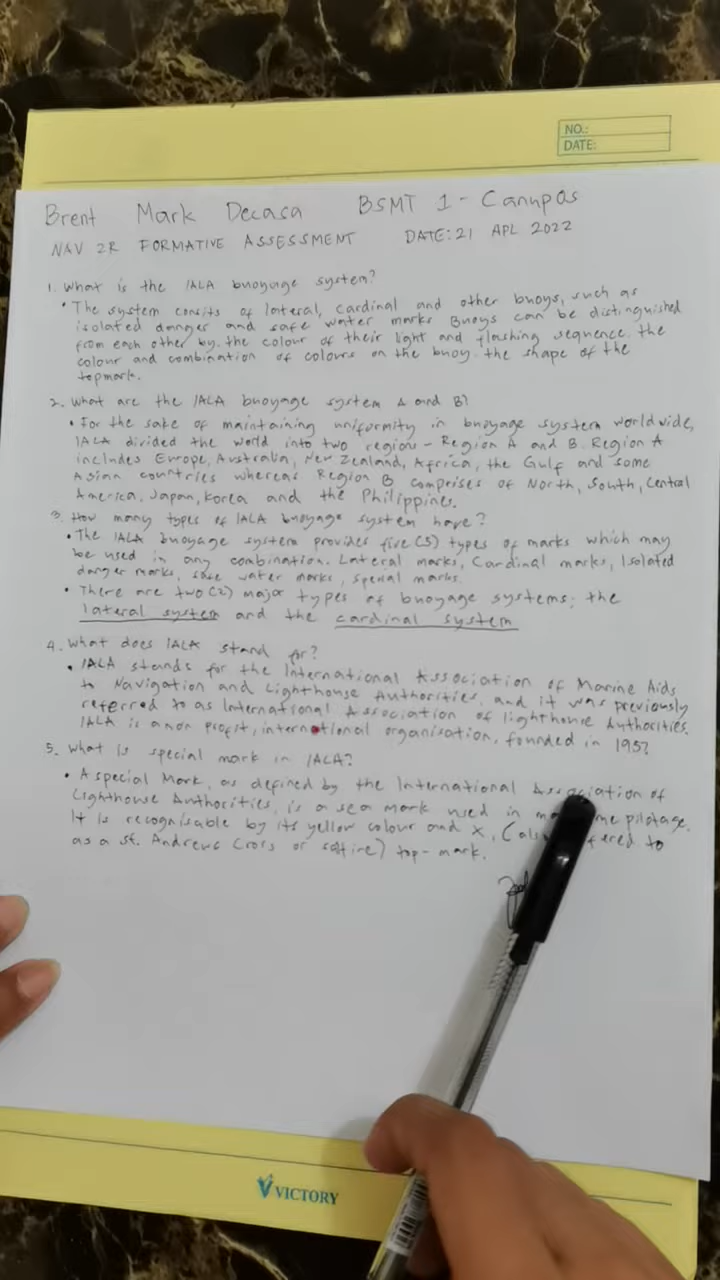 NO.:
DATE:
Brent Mark Decasa BSMT 1 - Canupas
NAV 2R FORMATIVE ASSESSMENT DATE: 21 APL 2022
1. What is the IALA buoyage system?
• The system consits of lateral, cardinal and other buoys, such as
isolated danger and safe water marks Buoys can be distinguished
from each other by. the colour of their light and flashing sequence. the
colour and combination of colours on the buoy. the shape of the
topmark.
2. What are the IALA buoyage system A and B?
• For the sake of maintaining uniformity in buoyage system worldwide,
IALA divided the world into two regions - Region A and B. Region A
includes Europe, Australia, New Zealand, Africa, the Gulf and some
Asian countries whereas Region B comprises of North, South, Central
America, Japan, Korea and the Philippines.
3. How many types of IALA buoyage system have?
• The IALA buoyage system provides five (5) types of marks which may
be used in any combination. Lateral marks, Cardinal marks, Isolated
danger marks, safe water marks, special marks.
• There are two (2) major types of buoyage systems; the
lateral system and the cardinal system
4. What does IALA stand for?
• IALA stands for the International Association of Marine Aids
to Navigation and Lighthouse Authorities, and it was previously
referred to as International Association of lighthouse Authorities.
IALA is a non profit, international organisation, founded in 1957
5. What is special mark in IALA?
• A special Mark, as defined by the International Association of
Lighthouse Authorities, is a sea mark used in pilotage.
It is recognisable by its yellow colour and X, ( to
as a St. Andrews Cross or saltire) top-mark.
VICTORY